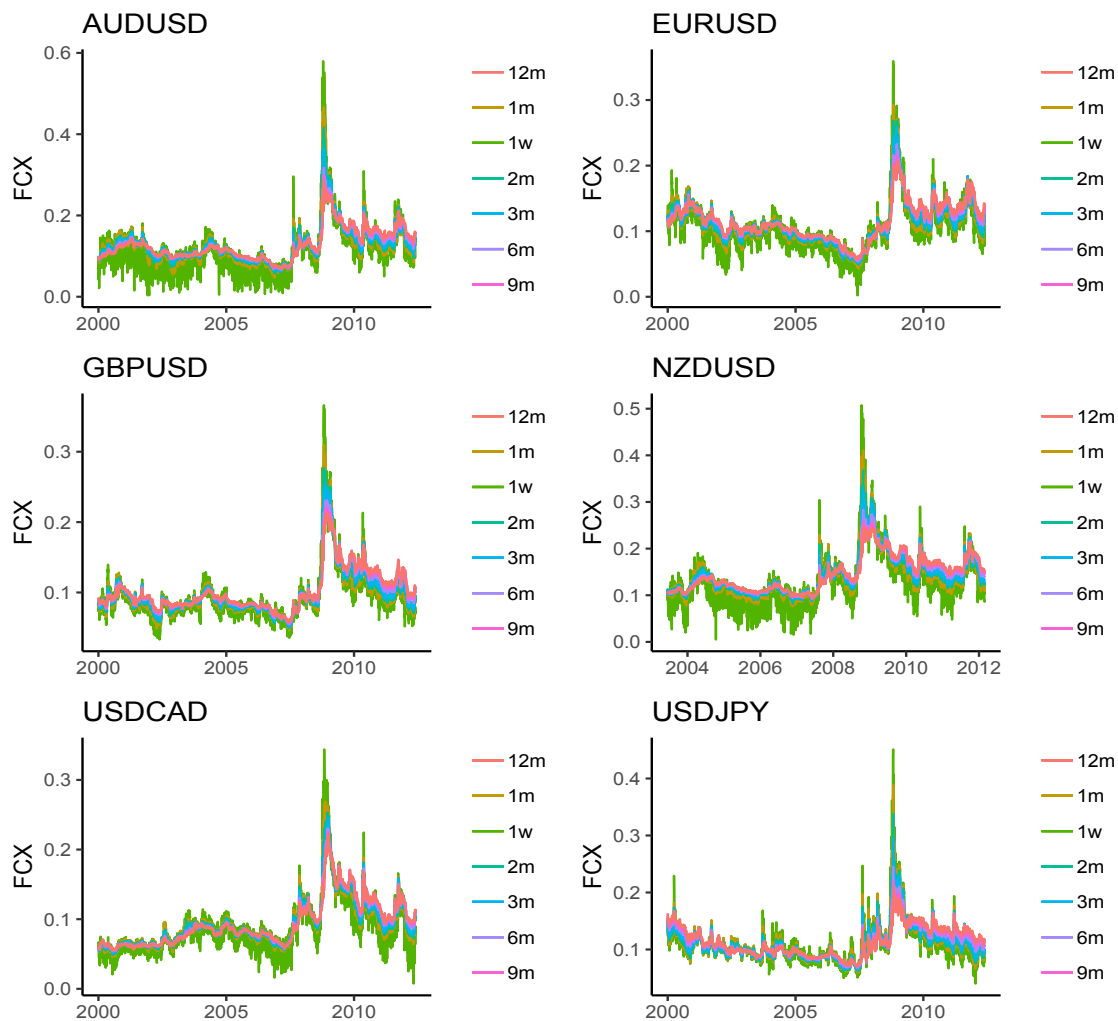 AUDUSD
FCX
0.6
0.4
0.2
0.0
2000
2005
2010
12m
1m
1w
2m
3m
6m
9m
EURUSD
FCX
0.3
0.2
0.1
0.0
2000
2005
2010
12m
1m
1w
2m
3m
6m
9m
GBPUSD
FCX
0.3
0.2
0.1
2000
2005
2010
12m
1m
1w
2m
3m
6m
9m
NZDUSD
FCX
0.5
0.4
0.3
0.2
0.1
0.0
2004
2006
2008
2010
2012
12m
1m
1w
2m
3m
6m
9m
USDCAD
FCX
0.3
0.2
0.1
0.0
2000
2005
2010
12m
1m
1w
2m
3m
6m
9m
USDJPY
FCX
0.4
0.3
0.2
0.1
2000
2005
2010
12m
1m
1w
2m
3m
6m
9m